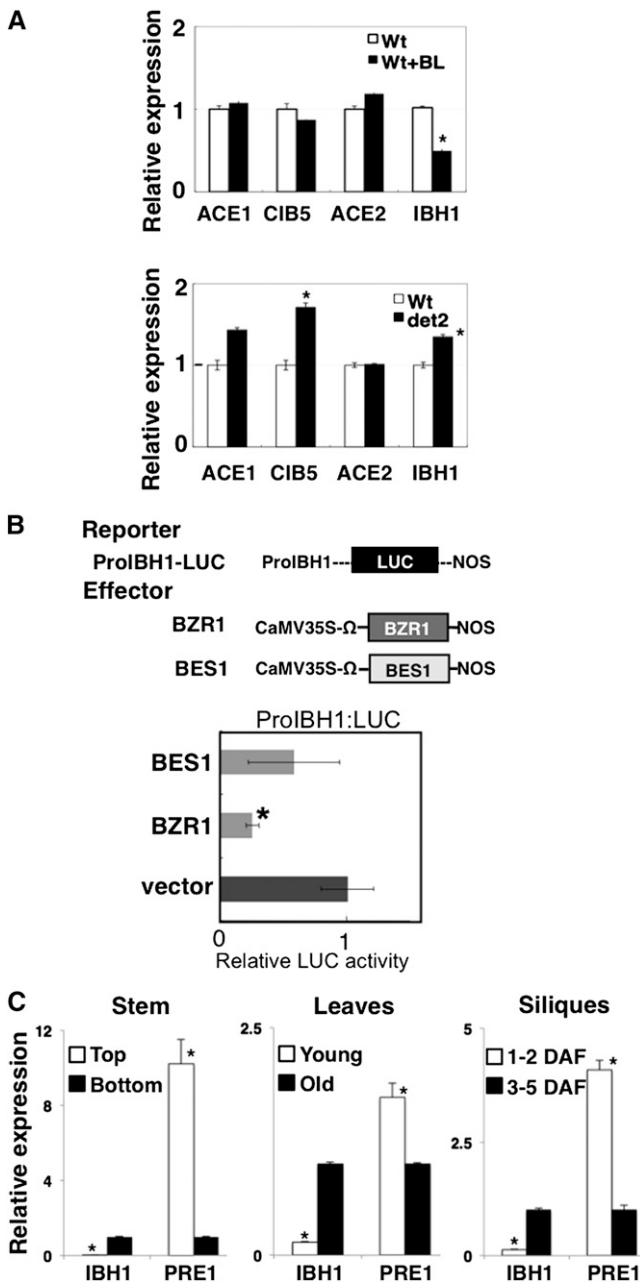 A
Relative expression
2
1
0
Wt
Wt+BL
*
ACE1 CIB5 ACE2 IBH1
Relative expression
2
1
0
Wt
det2
*
*
ACE1 CIB5 ACE2 IBH1
B
Reporter
ProIBH1-LUC ProIBH1---- LUC ---NOS
Effector
BZR1 CaMV35S-Ω BZR1 NOS
BES1 CaMV35S-Ω BES1 NOS
ProIBH1:LUC
BES1
BZR1
*
vector
0 1
Relative LUC activity
C
Stem Leaves Siliques
Relative expression
12
10
8
6
4
2
0
Top
Bottom
*
*
IBH1 PRE1
2.5
0
Young
Old
*
*
IBH1 PRE1
5
2.5
0
1-2 DAF
3-5 DAF
*
*
IBH1 PRE1